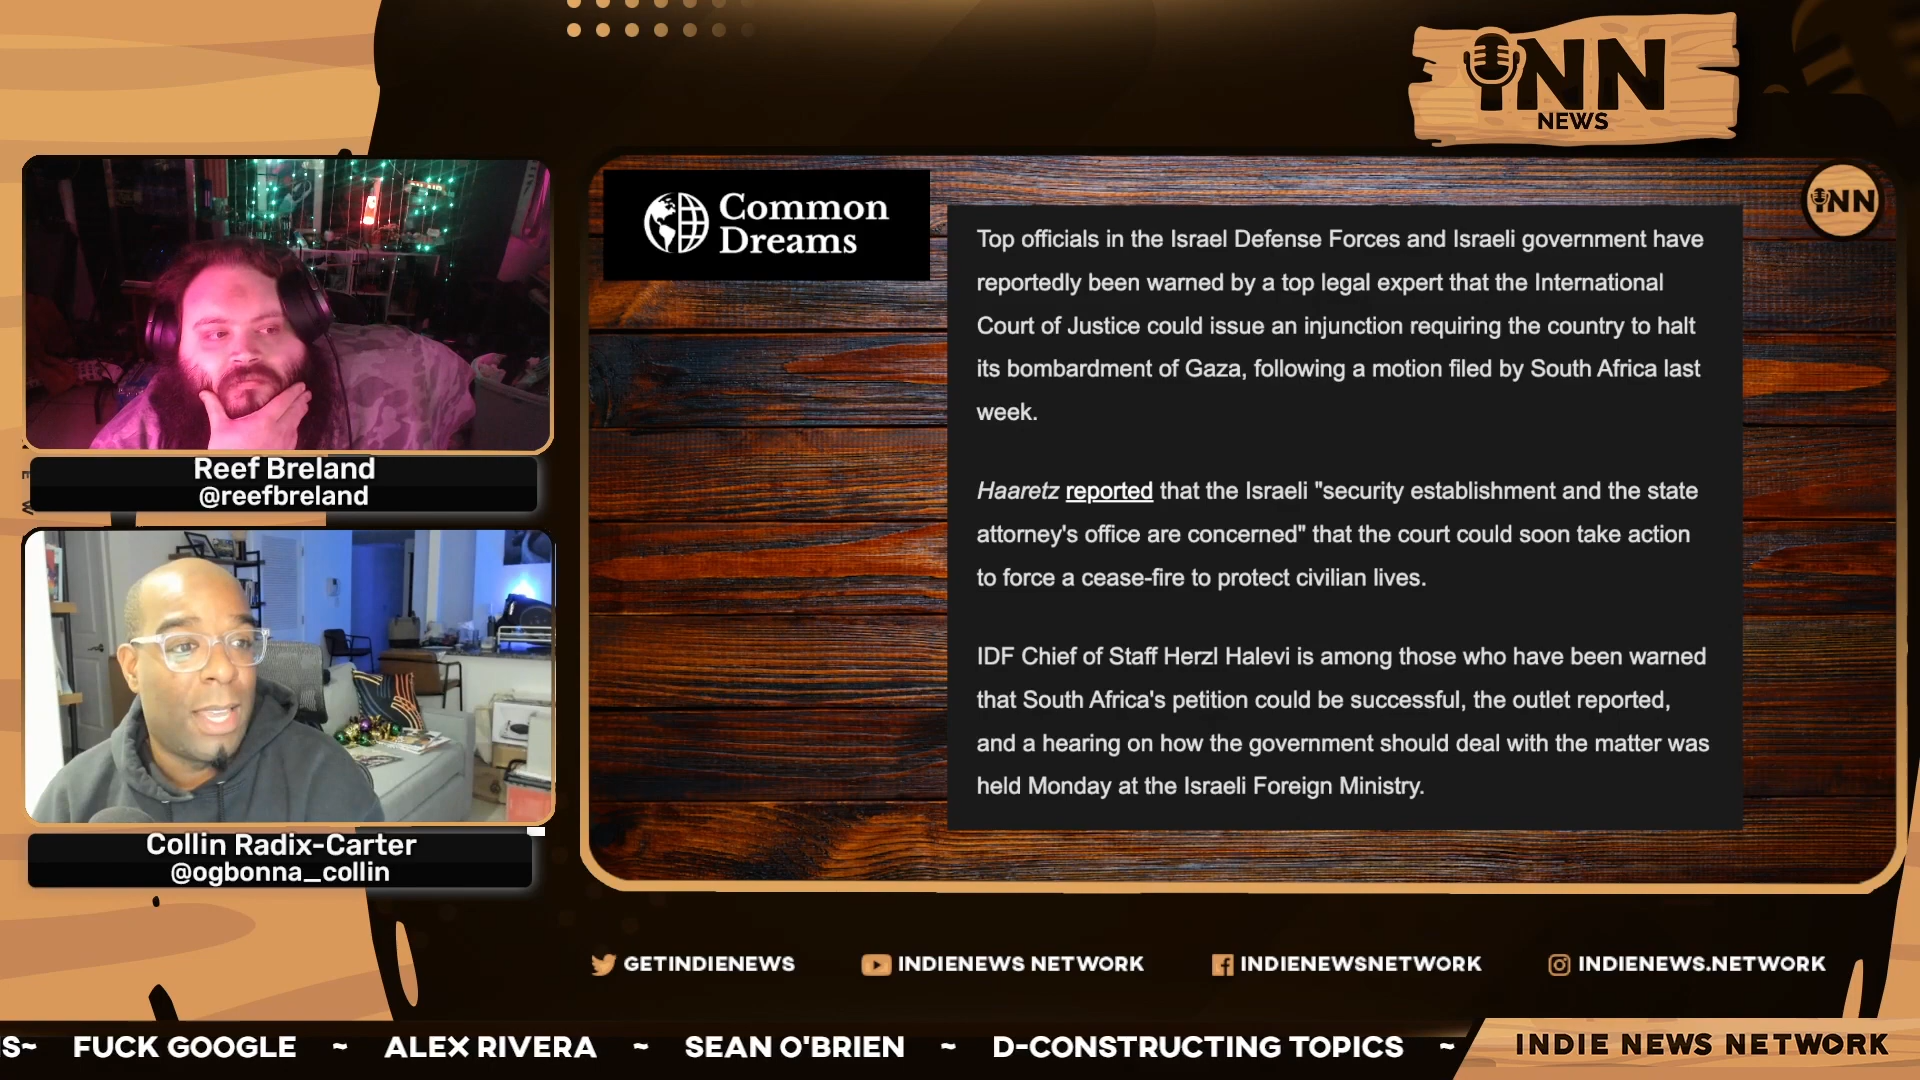 iNN
NEWS
Common
Dreams
iNN
Top officials in the Israel Defense Forces and Israeli government have
reportedly been warned by a top legal expert that the International
Court of Justice could issue an injunction requiring the country to halt
its bombardment of Gaza, following a motion filed by South Africa last
week.
Haaretz reported that the Israeli "security establishment and the state
attorney's office are concerned" that the court could soon take action
to force a cease-fire to protect civilian lives.
IDF Chief of Staff Herzl Halevi is among those who have been warned
that South Africa's petition could be successful, the outlet reported,
and a hearing on how the government should deal with the matter was
held Monday at the Israeli Foreign Ministry.
Reef Breland
@reefbreland
Collin Radix-Carter
@ogbonna_collin
GETINDIENEWS
INDIENEWS NETWORK
INDIENEWSNETWORK
INDIENEWS.NETWORK
S~ FUCK GOOGLE ~ ALEX RIVERA ~ SEAN O'BRIEN ~ D-CONSTRUCTING TOPICS ~
INDIE NEWS NETWORK